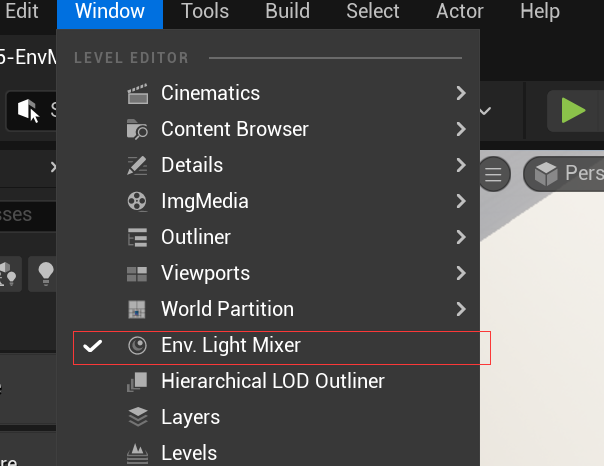 Edit Window Tools Build Select Actor Help
5-EnvM
LEVEL EDITOR
S
Cinematics
Content Browser
Details
Pers
ImgMedia
sses
Outliner
Viewports
World Partition
Env. Light Mixer
Hierarchical LOD Outliner
Layers
Levels
re